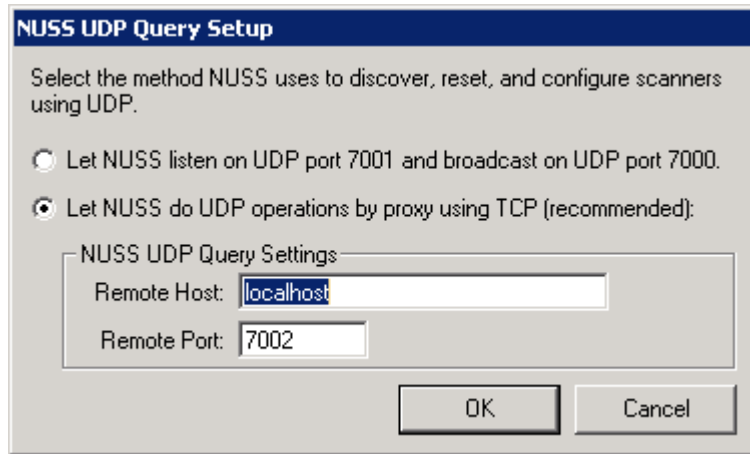 NUSS UDP Query Setup
Select the method NUSS uses to discover, reset, and configure scanners
using UDP.
Let NUSS listen on UDP port 7001 and broadcast on UDP port 7000.
Let NUSS do UDP operations by proxy using TCP (recommended):
NUSS UDP Query Settings
Remote Host: localhost
Remote Port: 7002
OK Cancel